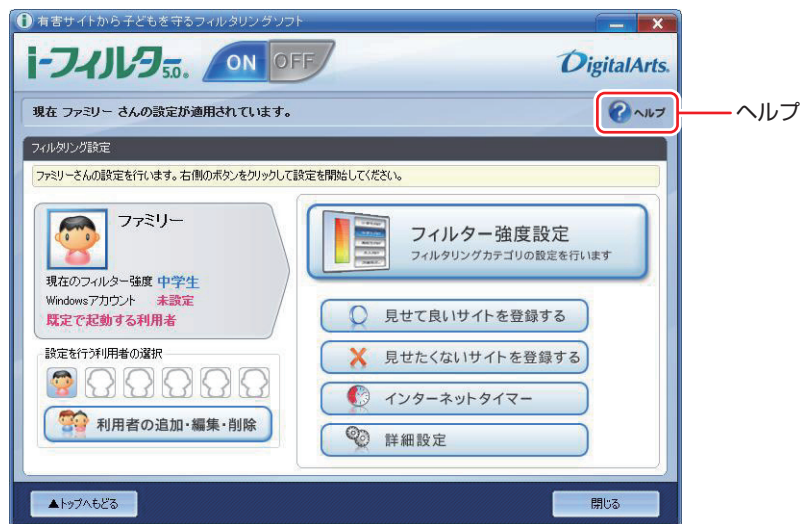 有害サイトから子どもを守るフィルタリングソフト
i-フィルター 5.0. ON OFF
DigitalArts.
現在 ファミリー さんの設定が適用されています。
ヘルプ
ヘルプ
フィルタリング設定
ファミリーさんの設定を行います。右側のボタンをクリックして設定を開始してください。
ファミリー
現在のフィルター強度 中学生
Windowsアカウント 未設定
既定で起動する利用者
設定を行う利用者の選択
利用者の追加・編集・削除
フィルター強度設定
フィルタリングカテゴリの設定を行います
見せて良いサイトを登録する
見せたくないサイトを登録する
インターネットタイマー
詳細設定
▲トップへもどる
閉じる